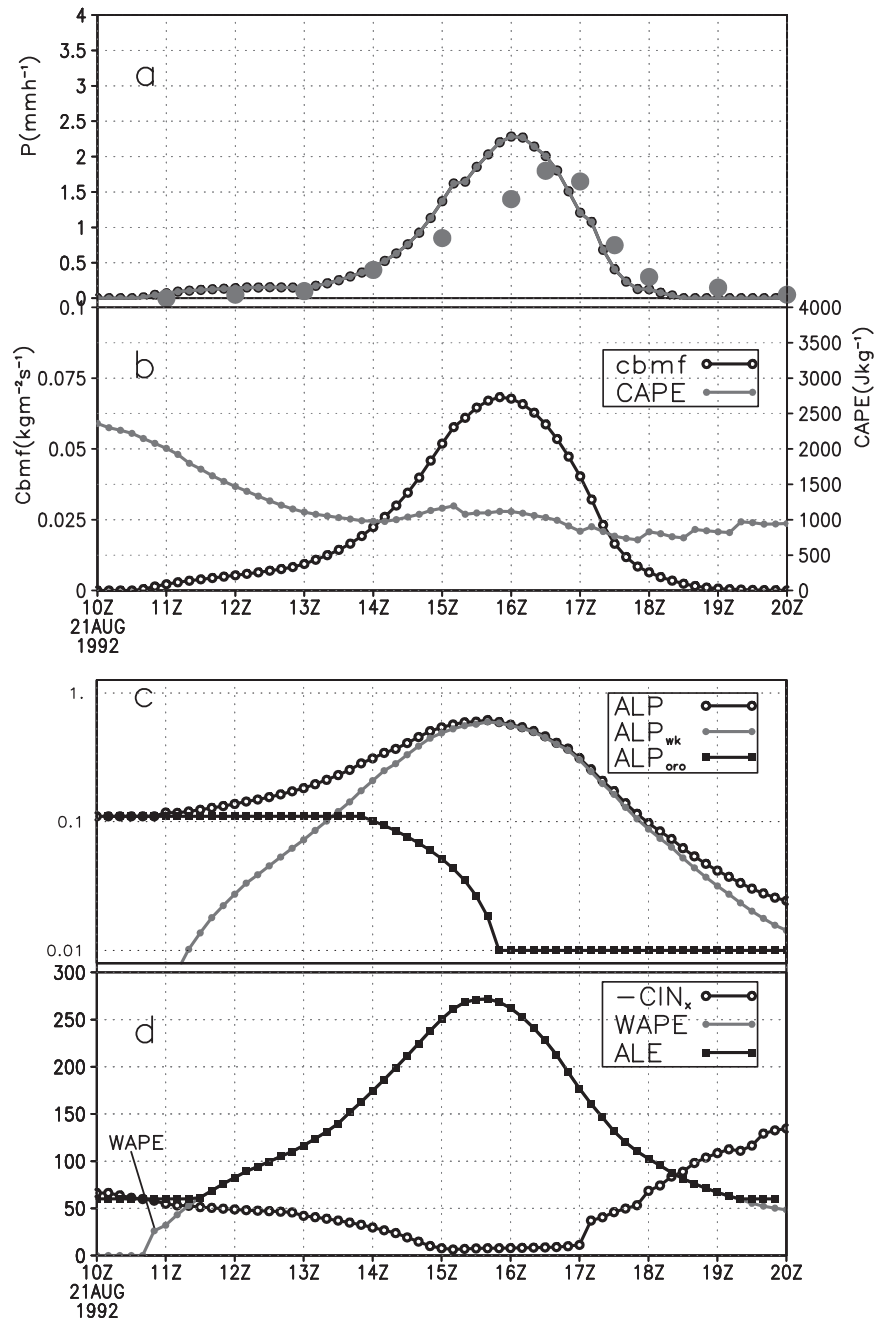 4
3.5
3
2.5
2
1.5
1
0.5
0
P(mmh⁻¹)
a
0.1
0.075
0.05
0.025
0
Cbmf(kgm⁻²s⁻¹)
b
cbmf
CAPE
4000
3500
3000
2500
2000
1500
1000
500
0
CAPE(Jkg⁻¹)
10Z 11Z 12Z 13Z 14Z 15Z 16Z 17Z 18Z 19Z 20Z
21AUG
1992
c
1.
0.1
0.01
ALP
ALPwk
ALPoro
300
250
200
150
100
50
0
d
−CINx
WAPE
ALE
WAPE
10Z 11Z 12Z 13Z 14Z 15Z 16Z 17Z 18Z 19Z 20Z
21AUG
1992